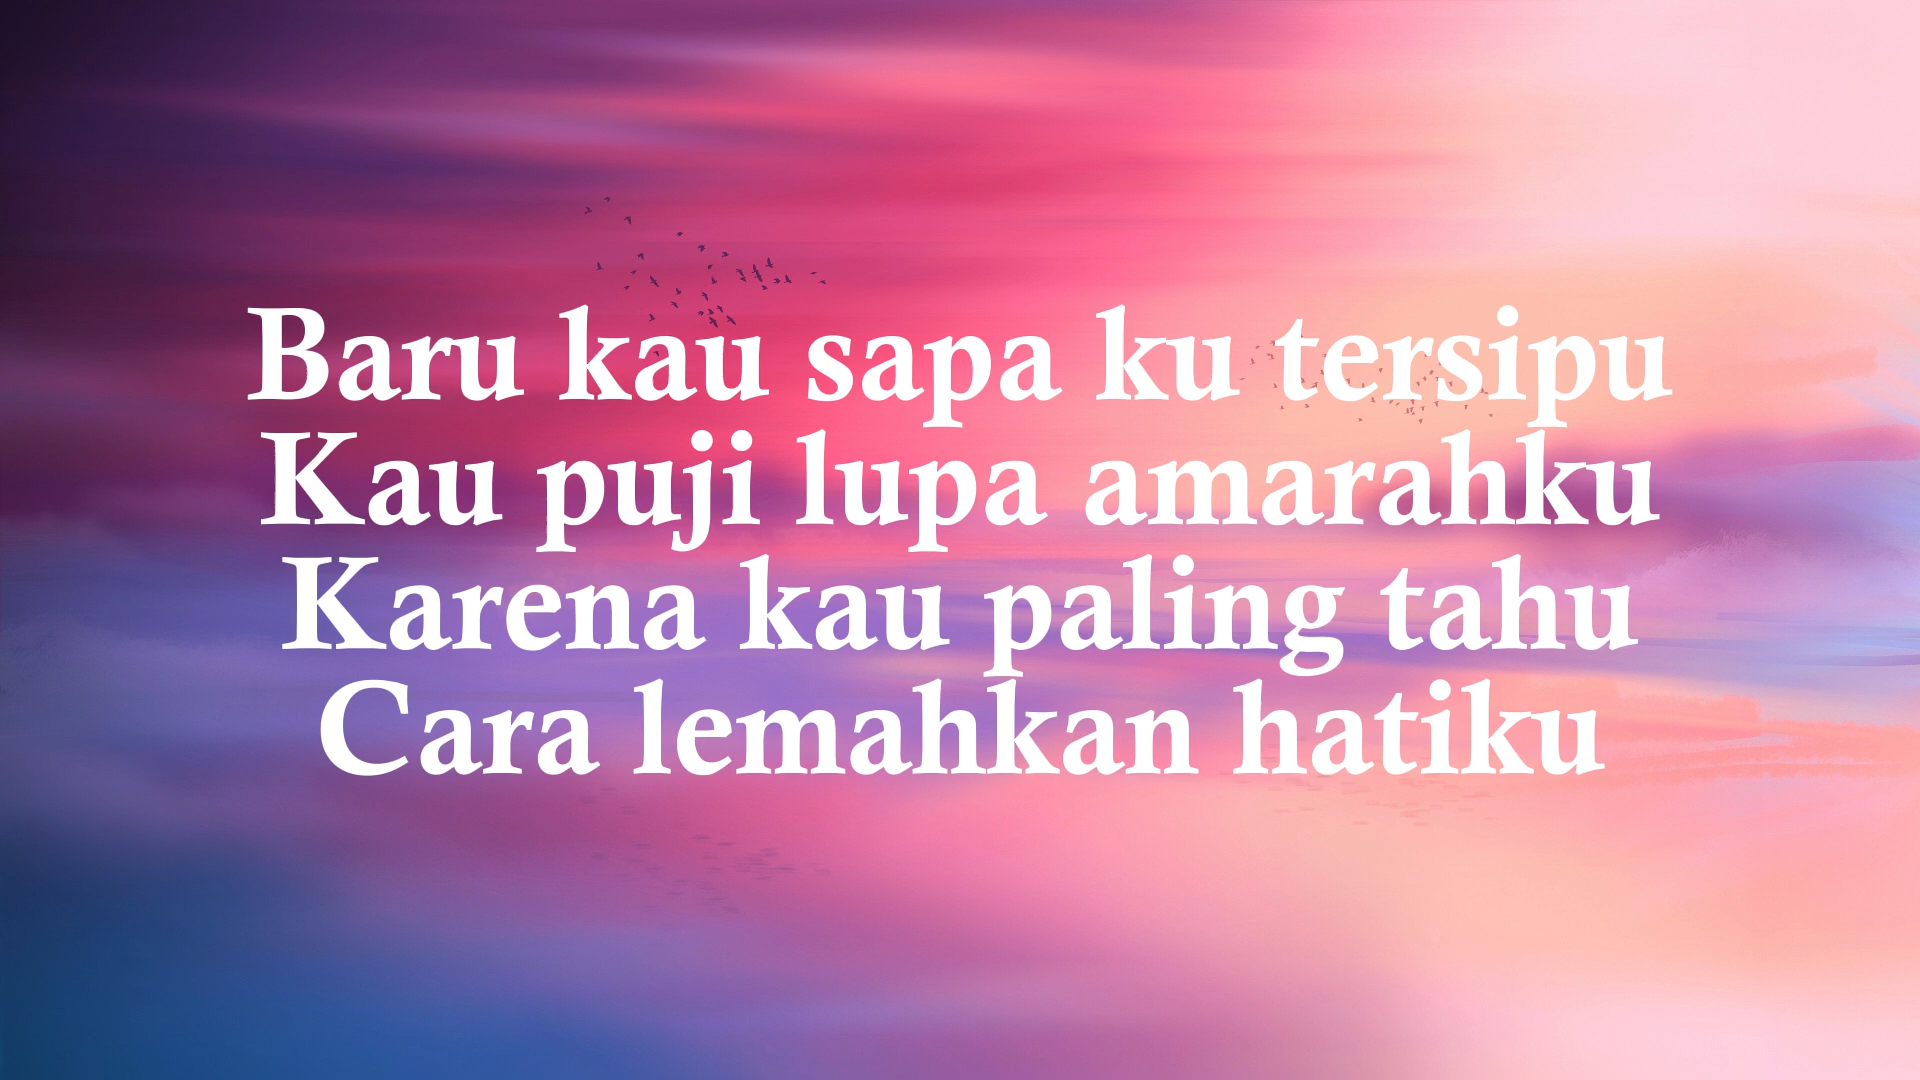 Baru kau sapa ku tersipu
Kau puji lupa amarahku
Karena kau paling tahu
Cara lemahkan hatiku